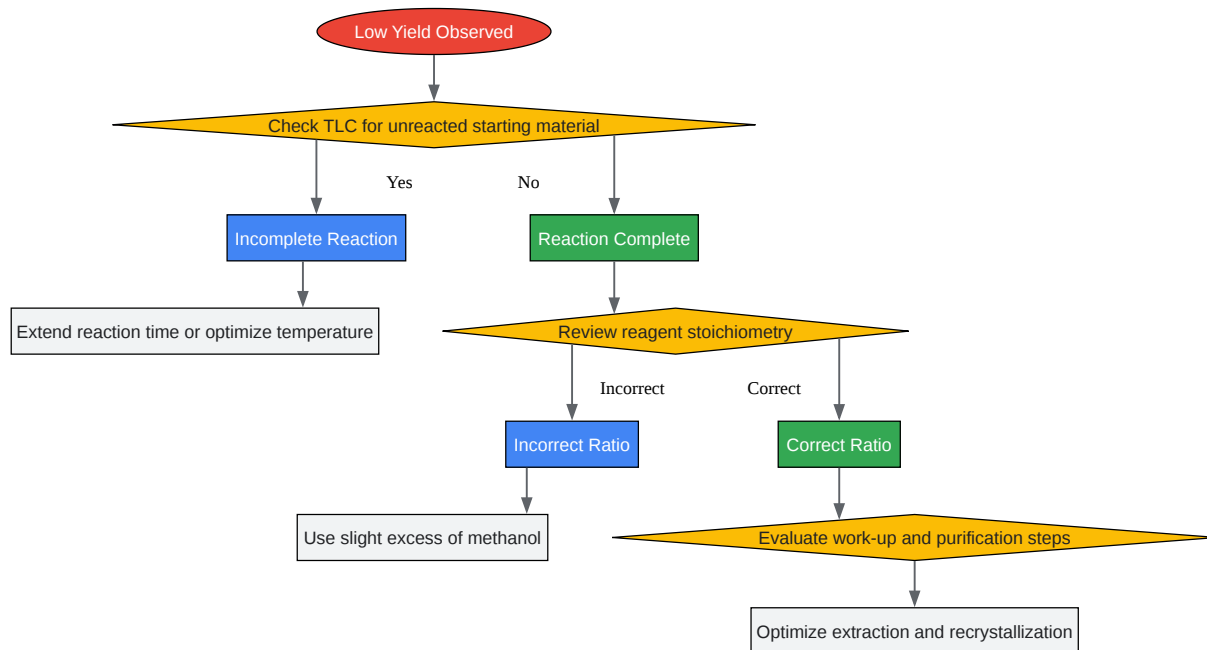 Low Yield Observed
Check TLC for unreacted starting material
Yes
No
Incomplete Reaction
Reaction Complete
Extend reaction time or optimize temperature
Review reagent stoichiometry
Incorrect
Correct
Incorrect Ratio
Correct Ratio
Use slight excess of methanol
Evaluate work-up and purification steps
Optimize extraction and recrystallization